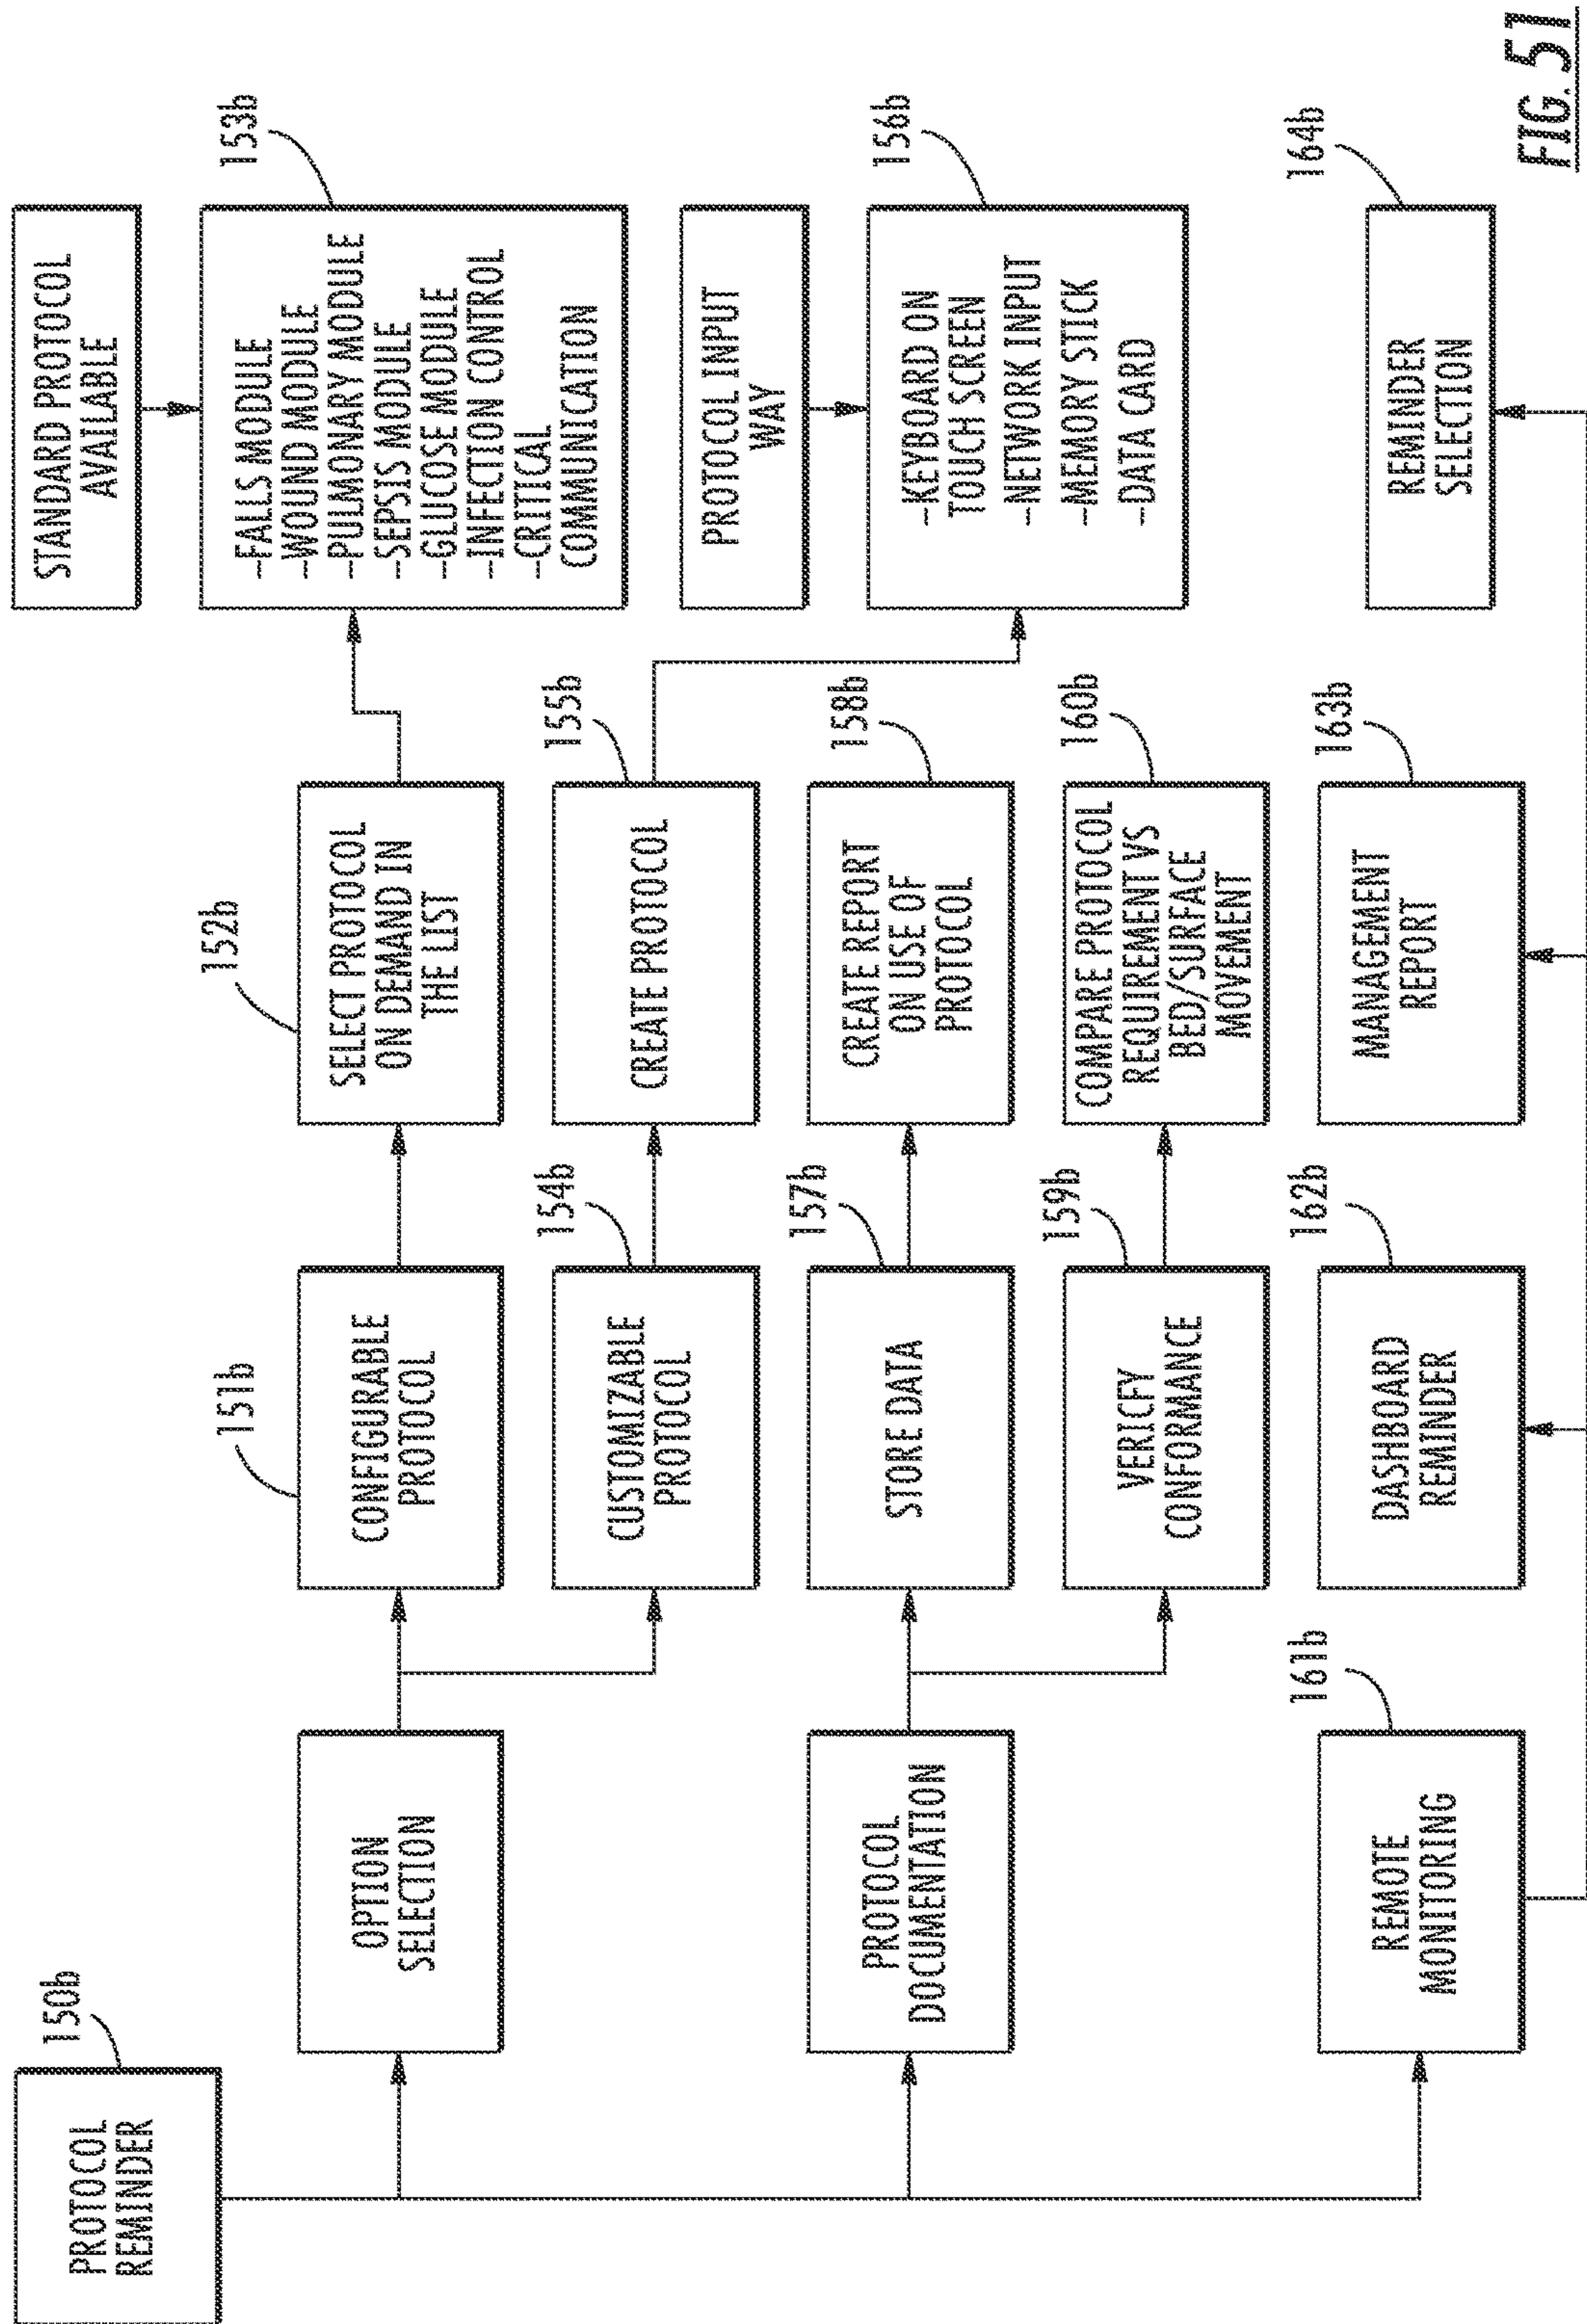 150b
PROTOCOL
REMINDER
OPTION
SELECTION
151b
CONFIGURABLE
PROTOCOL
152b
SELECT PROTOCOL
ON DEMAND IN
THE LIST
STANDARD PROTOCOL
AVAILABLE
153b
--FALLS MODULE
WOUND MODULE
--PULMONARY MODULE
--SEPSIS MODULE
--GLUCOSE MODULE
--INFECTION CONTROL
--CRITICAL
COMMUNICATION
154b
CUSTOMIZABLE
PROTOCOL
155b
CREATE PROTOCOL
PROTOCOL INPUT
WAY
156b
--KEYBOARD ON
TOUCH SCREEN
--NETWORK INPUT
--MEMORY STICK
--DATA CARD
PROTOCOL
DOCUMENTATION
157b
STORE DATA
158b
CREATE REPORT
ON USE OF
PROTOCOL
159b
VERICFY
CONFORMANCE
160b
COMPARE PROTOCOL
REQUIREMENT VS
BED/SURFACE
MOVEMENT
161b
REMOTE
MONITORING
162b
DASHBOARD
REMINDER
163b
MANAGEMENT
REPORT
164b
REMINDER
SELECTION
FIG. 51